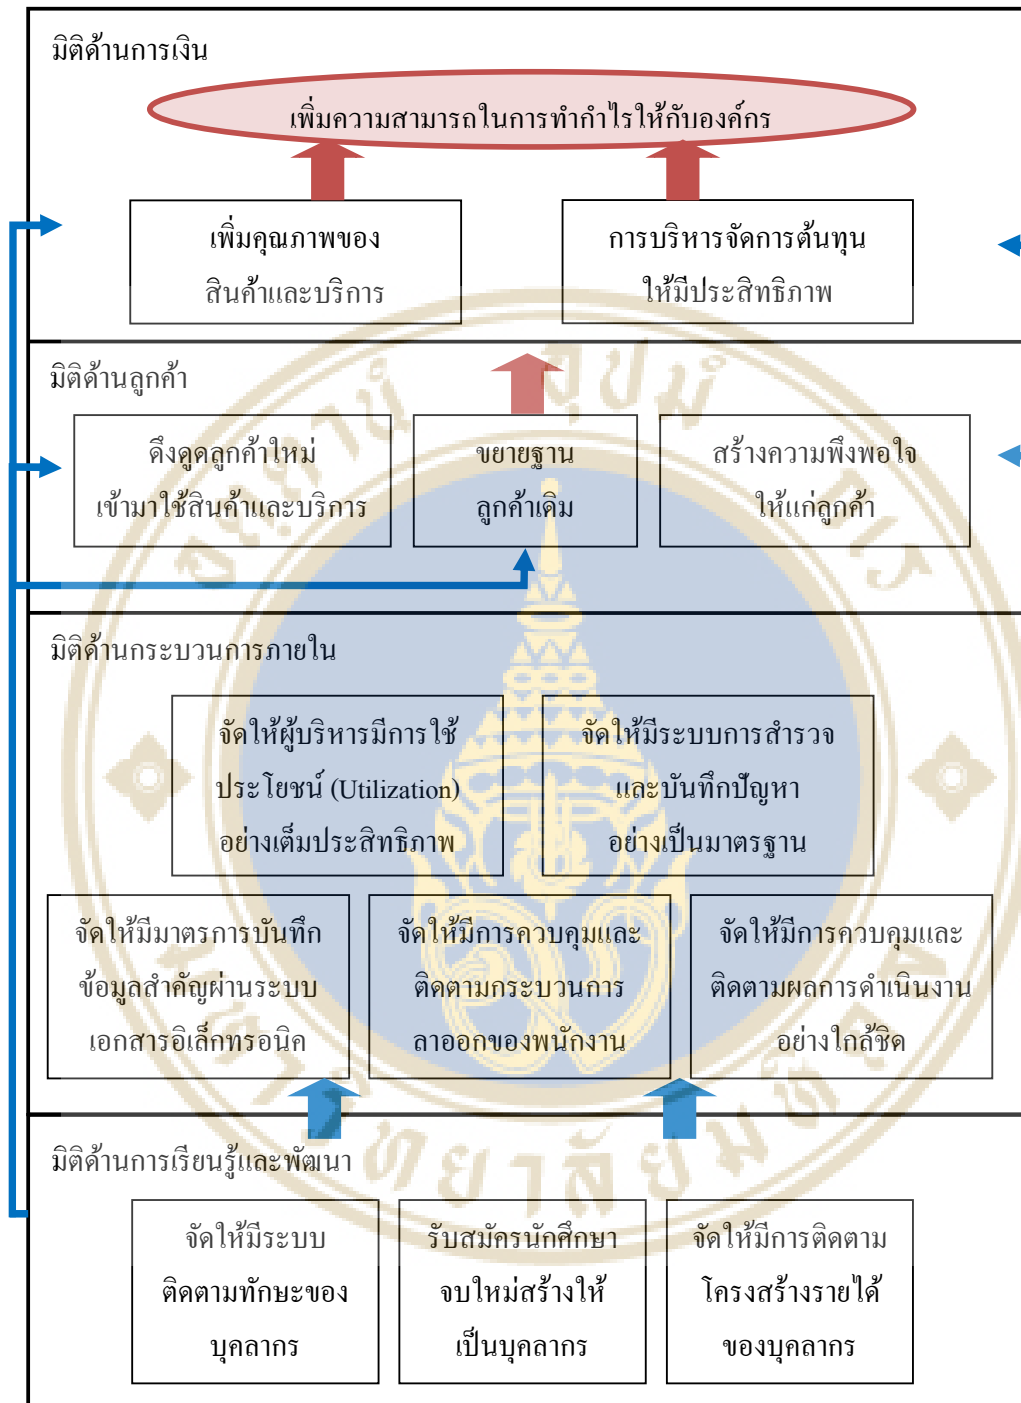 มิติด้านการเงิน
เพิ่มความสามารถในการทำกำไรให้กับองค์กร
เพิ่มคุณภาพของ
สินค้าและบริการ
การบริหารจัดการต้นทุน
ให้มีประสิทธิภาพ
มิติด้านลูกค้า
ดึงดูดลูกค้าใหม่
เข้ามาใช้สินค้าและบริการ
ขยายฐาน
ลูกค้าเดิม
สร้างความพึงพอใจ
ให้แก่ลูกค้า
มิติด้านกระบวนการภายใน
จัดให้ผู้บริหารมีการใช้
ประโยชน์ (Utilization)
อย่างเต็มประสิทธิภาพ
จัดให้มีระบบการสำรวจ
และบันทึกปัญหา
อย่างเป็นมาตรฐาน
จัดให้มีมาตรการบันทึก
ข้อมูลสำคัญผ่านระบบ
เอกสารอิเล็กทรอนิค
จัดให้มีการควบคุมและ
ติดตามกระบวนการ
ลาออกของพนักงาน
จัดให้มีการควบคุมและ
ติดตามผลการดำเนินงาน
อย่างใกล้ชิด
มิติด้านการเรียนรู้และพัฒนา
จัดให้มีระบบ
ติดตามทักษะของ
บุคลากร
รับสมัครนักศึกษา
จบใหม่สร้างให้
เป็นบุคลากร
จัดให้มีการติดตาม
โครงสร้างรายได้
ของบุคลากร
อตฺตานํ อุปมํ กเร
มหาวิทยาลัยมหิดล